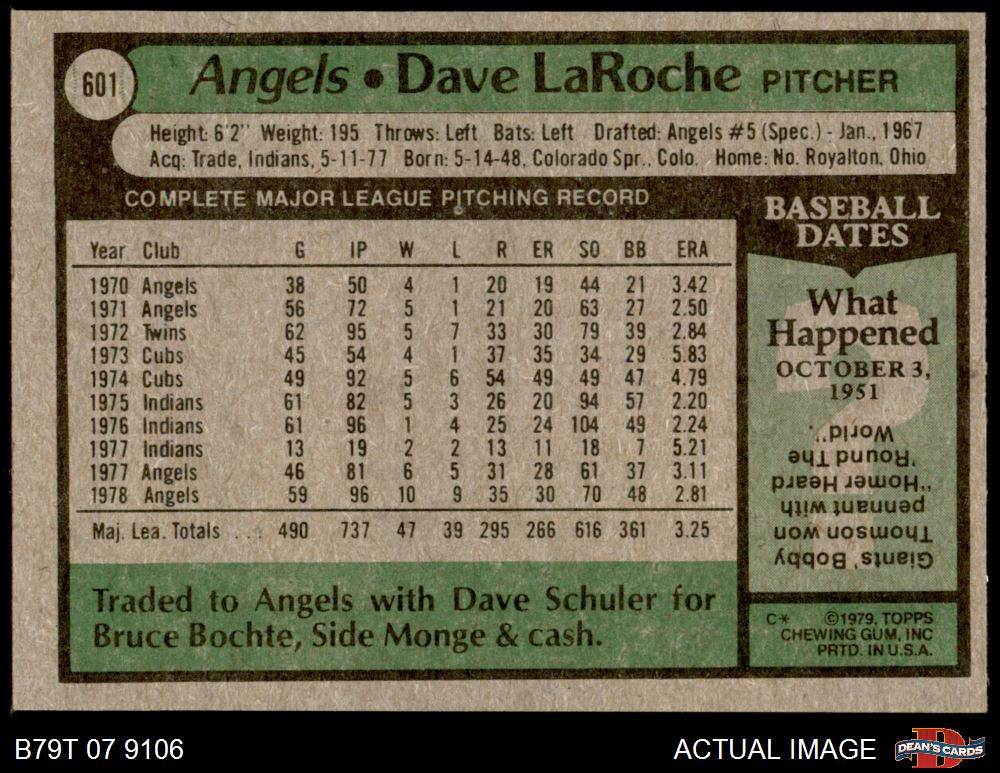 601
Angels • Dave LaRoche PITCHER
Height: 6'2" Weight: 195 Throws: Left Bats: Left Drafted: Angels #5 (Spec.) - Jan., 1967
Acq: Trade, Indians, 5-11-77 Born: 5-14-48, Colorado Spr., Colo. Home: No. Royalton, Ohio
COMPLETE MAJOR LEAGUE PITCHING RECORD
Year Club G IP W L R ER SO BB ERA
1970 Angels 38 50 4 1 20 19 44 21 3.42
1971 Angels 56 72 5 1 21 20 63 27 2.50
1972 Twins 62 95 5 7 33 30 79 39 2.84
1973 Cubs 45 54 4 1 37 35 34 29 5.83
1974 Cubs 49 92 5 6 54 49 49 47 4.79
1975 Indians 61 82 5 3 26 20 94 57 2.20
1976 Indians 61 96 1 4 25 24 104 49 2.24
1977 Indians 13 19 2 2 13 11 18 7 5.21
1977 Angels 46 81 6 5 31 28 61 37 3.11
1978 Angels 59 96 10 9 35 30 70 48 2.81
Maj. Lea. Totals ... 490 737 47 39 295 266 616 361 3.25
Traded to Angels with Dave Schuler for
Bruce Bochte, Side Monge & cash.
BASEBALL
DATES
What
Happened
OCTOBER 3,
1951
Giants' Bobby
Thomson won
pennant with
"Homer Heard
'Round The
World".
C* ©1979, TOPPS
CHEWING GUM, INC
PRTD. IN U.S.A.
B79T 07 9106
ACTUAL IMAGE
D
DEAN'S CARDS